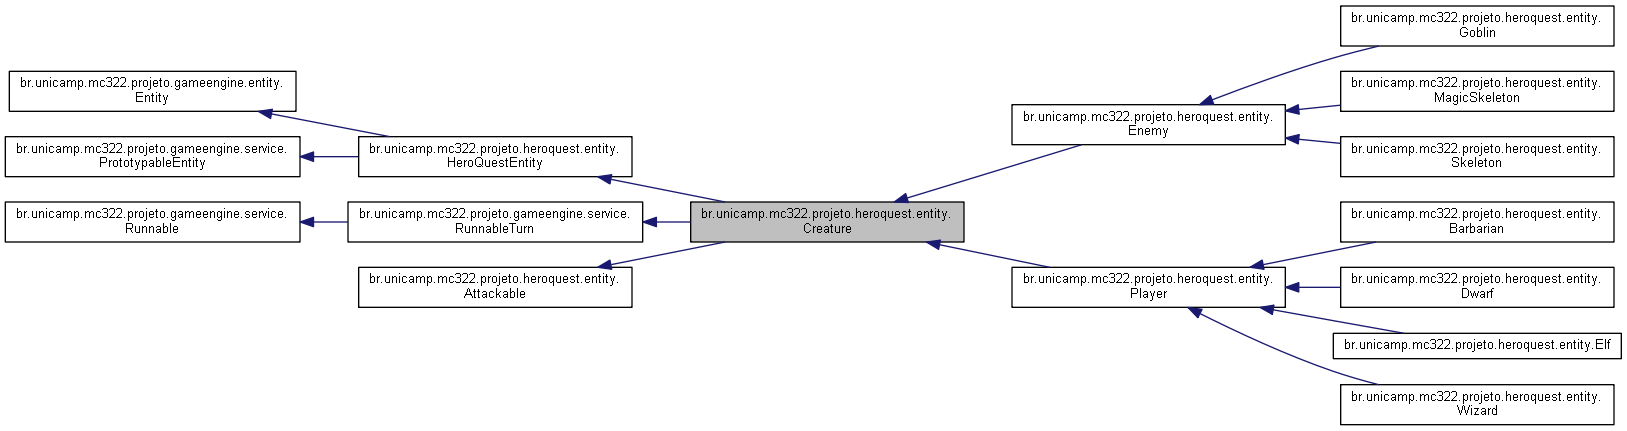 br.unicamp.mc322.projeto.gameengine.entity.
Entity
br.unicamp.mc322.projeto.gameengine.service.
PrototypableEntity
br.unicamp.mc322.projeto.gameengine.service.
Runnable
br.unicamp.mc322.projeto.heroquest.entity.
HeroQuestEntity
br.unicamp.mc322.projeto.gameengine.service.
RunnableTurn
br.unicamp.mc322.projeto.heroquest.entity.
Attackable
br.unicamp.mc322.projeto.heroquest.entity.
Creature
br.unicamp.mc322.projeto.heroquest.entity.
Enemy
br.unicamp.mc322.projeto.heroquest.entity.
Player
br.unicamp.mc322.projeto.heroquest.entity.
Goblin
br.unicamp.mc322.projeto.heroquest.entity.
MagicSkeleton
br.unicamp.mc322.projeto.heroquest.entity.
Skeleton
br.unicamp.mc322.projeto.heroquest.entity.
Barbarian
br.unicamp.mc322.projeto.heroquest.entity.
Dwarf
br.unicamp.mc322.projeto.heroquest.entity.Elf
br.unicamp.mc322.projeto.heroquest.entity.
Wizard